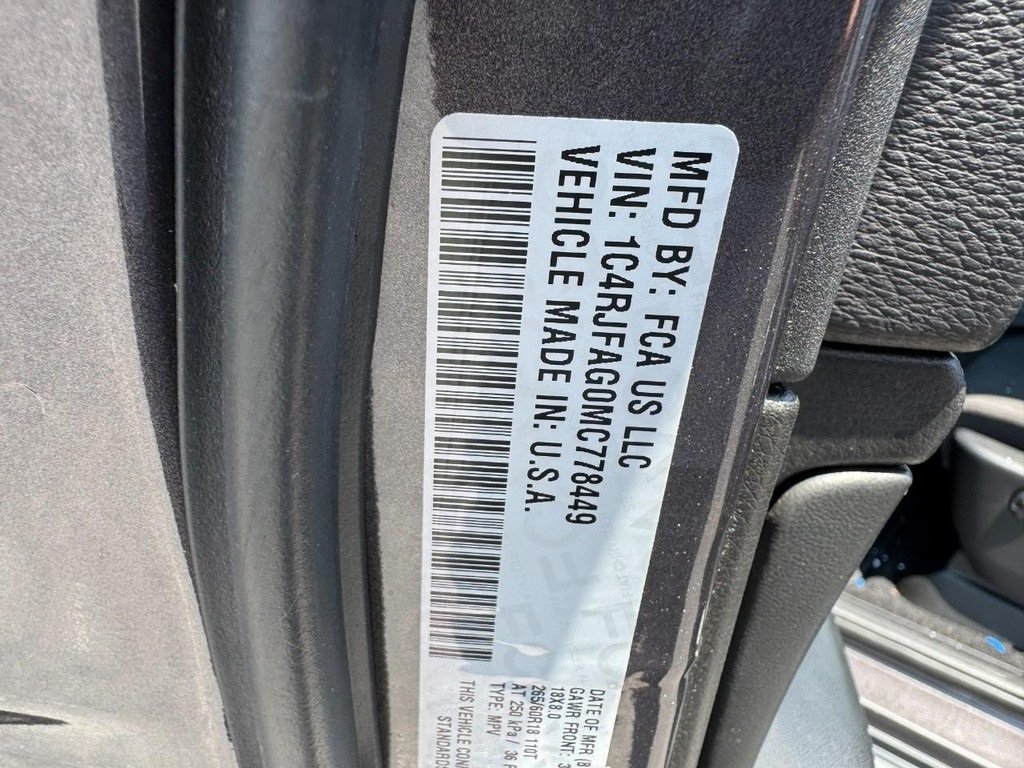 MFD BY: FCA US LLC
VIN: 1C4RJFAG0MC778449
VEHICLE MADE IN: U.S.A.
DATE OF MFR
GAWR FRONT:
18X8.0
265/60R18 110T
AT 250 kPa / 36
TYPE: MPV
THIS VEHICLE
STANDARDS